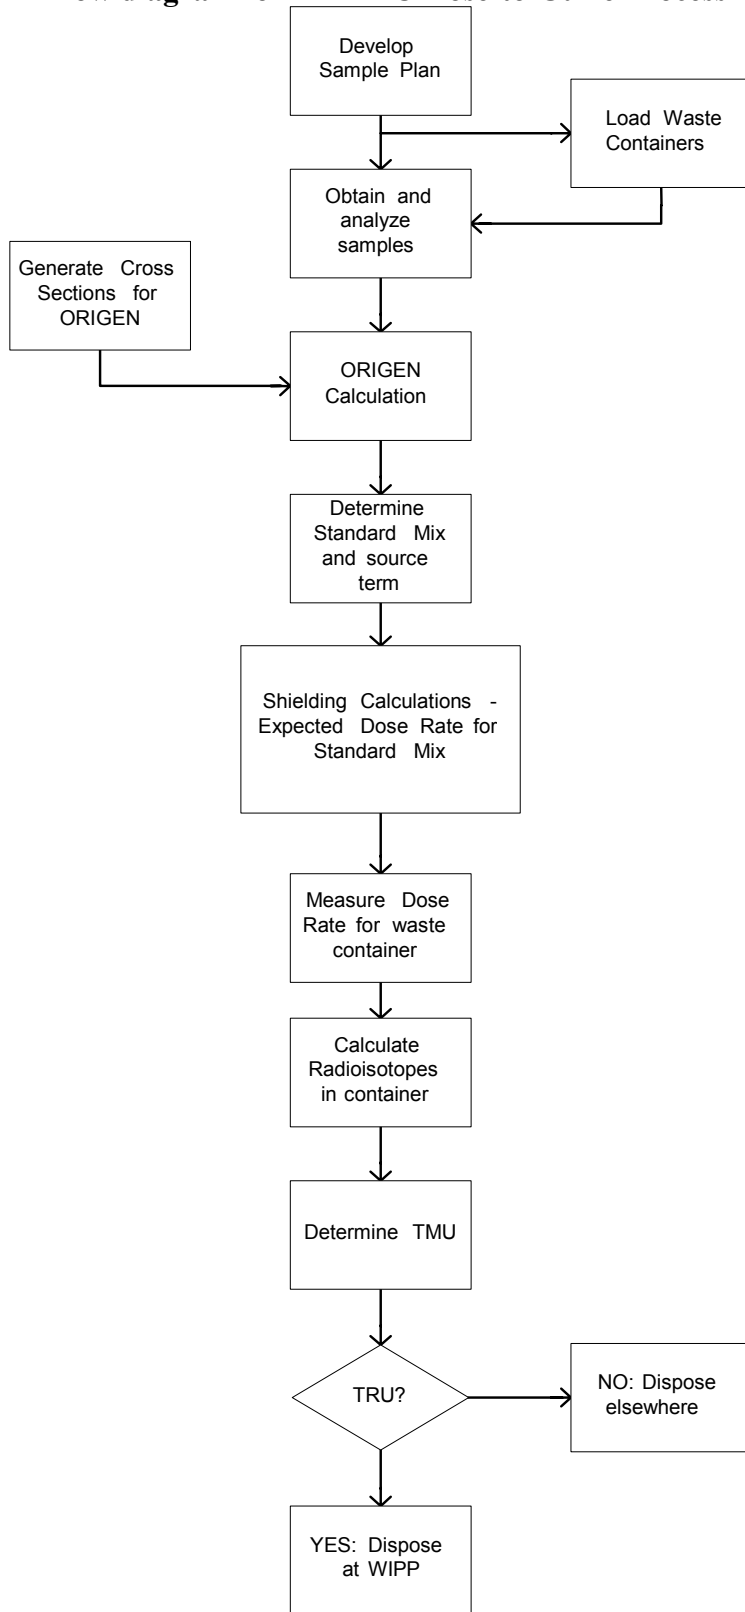 Develop
Sample Plan
Load Waste
Containers
Obtain and
analyze
samples
Generate Cross
Sections for
ORIGEN
ORIGEN
Calculation
Determine
Standard Mix
and source
term
Shielding Calculations -
Expected Dose Rate for
Standard Mix
Measure Dose
Rate for waste
container
Calculate
Radioisotopes
in container
Determine TMU
TRU?
NO: Dispose
elsewhere
YES: Dispose
at WIPP